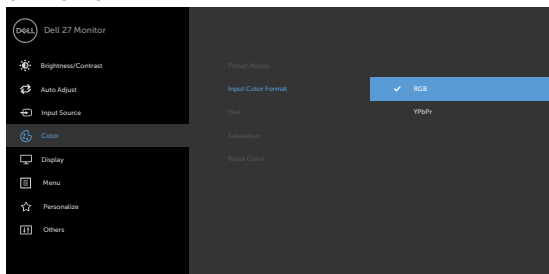 DELL Dell 27 Monitor
Brightness/Contrast
Auto Adjust
Input Source
Color
Display
Menu
Personalize
Others
Preset Modes
Input Color Format
Hue
Saturation
Reset Color
RGB
YPbPr